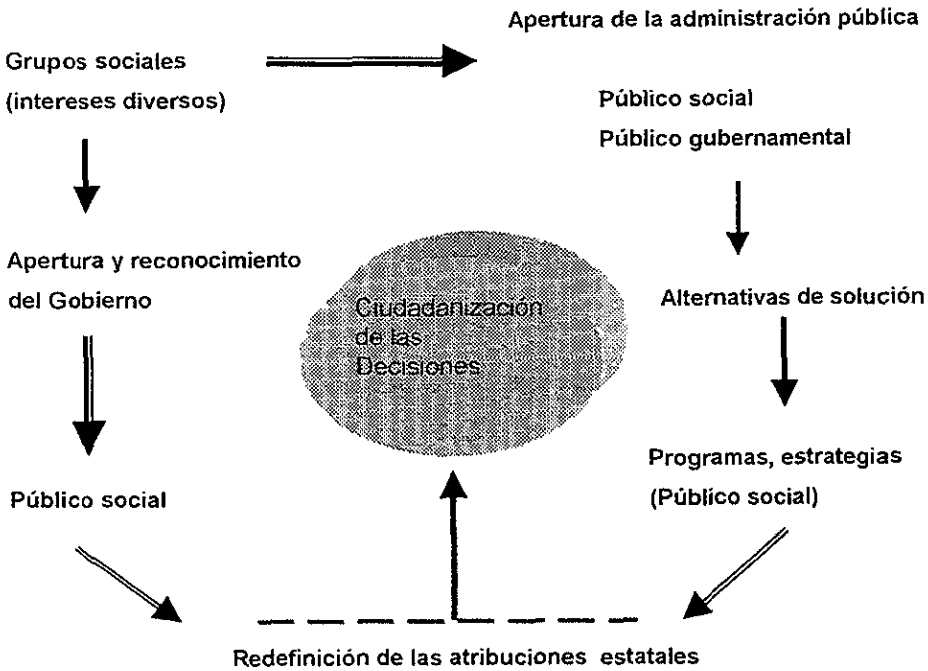 Apertura de la administración pública
Grupos sociales
(intereses diversos)
Público social
Público gubernamental
Apertura y reconocimiento
del Gobierno
Alternativas de solución
Ciudadanización
de las
Decisiones
Programas, estrategias
(Público social)
Público social
Redefinición de las atribuciones estatales